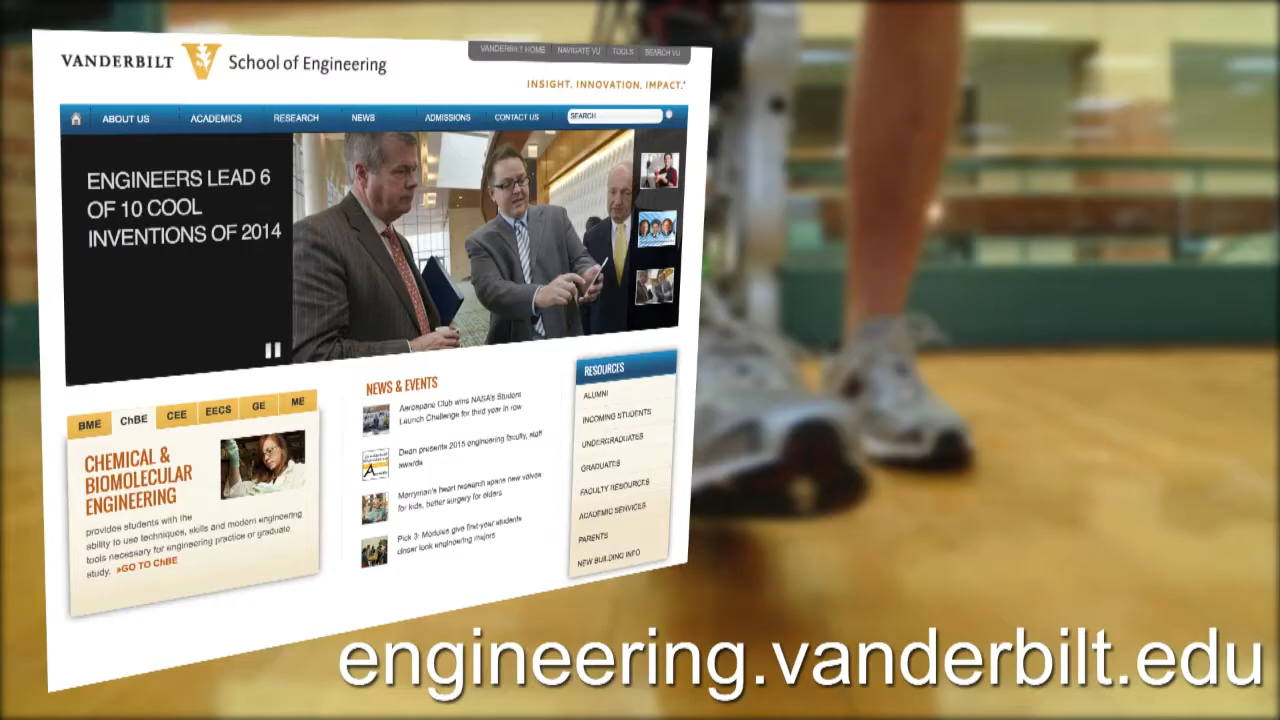 VANDERBILT School of Engineering
VANDERBILT HOME NAVIGATE VU TOOLS SEARCH VU
INSIGHT. INNOVATION. IMPACT.
ABOUT US ACADEMICS RESEARCH NEWS ADMISSIONS CONTACT US SEARCH
ENGINEERS LEAD 6
OF 10 COOL
INVENTIONS OF 2014
BME ChBE CEE EECS GE ME
CHEMICAL &
BIOMOLECULAR
ENGINEERING
provides students with the
ability to use techniques, skills and modern engineering
tools necessary for engineering practice or graduate
study. »GO TO ChBE
NEWS & EVENTS
Aerospace Club wins NASA's Student
Launch Challenge for third year in row
Dean presents 2015 engineering faculty, staff
awards
Merryman's heart research spans new valves
for kids, better surgery for elders
Pick 3: Modules give first-year students
closer look engineering majors
RESOURCES
ALUMNI
INCOMING STUDENTS
UNDERGRADUATES
GRADUATES
FACULTY RESOURCES
ACADEMIC SERVICES
PARENTS
NEW BUILDING INFO
engineering.vanderbilt.edu